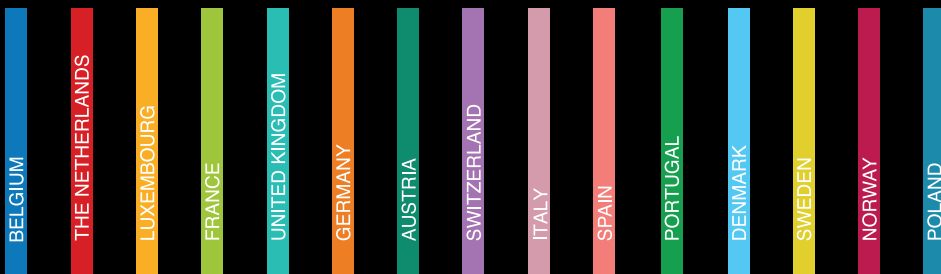 BELGIUM
THE NETHERLANDS
LUXEMBOURG
FRANCE
UNITED KINGDOM
GERMANY
AUSTRIA
SWITZERLAND
ITALY
SPAIN
PORTUGAL
DENMARK
SWEDEN
NORWAY
POLAND